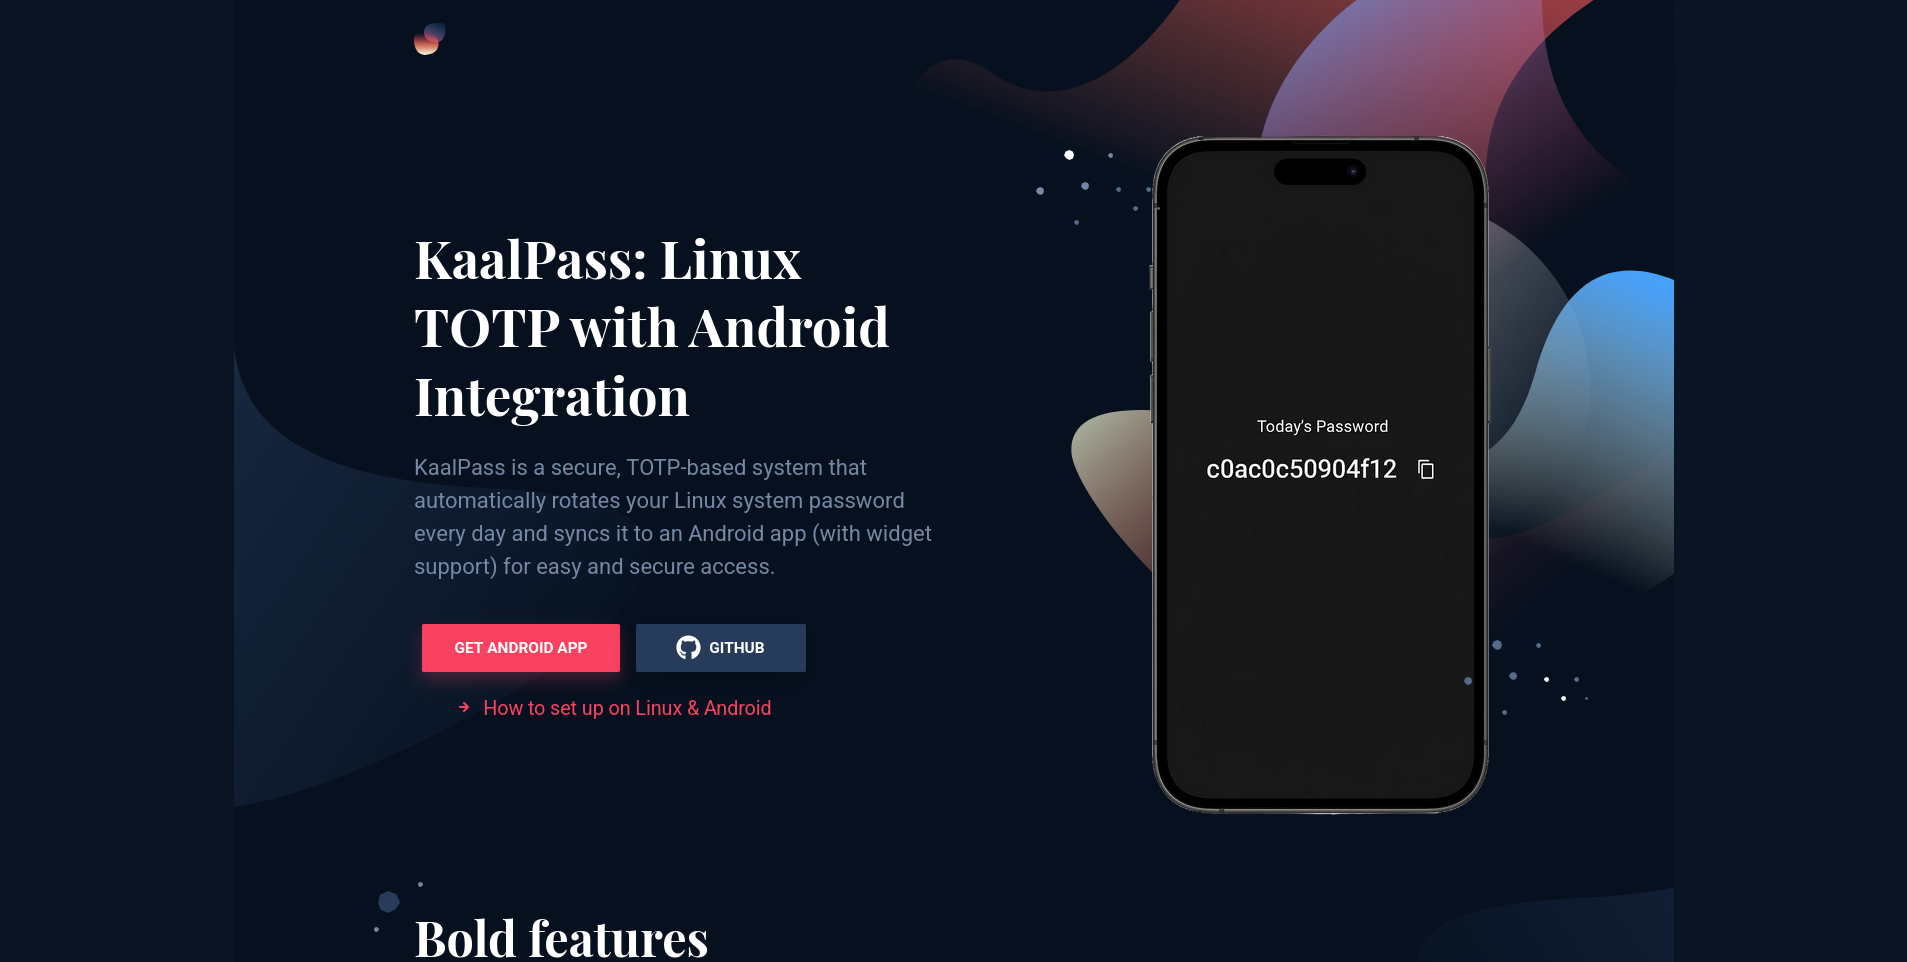 KaalPass: Linux
TOTP with Android
Integration
KaalPass is a secure, TOTP-based system that
automatically rotates your Linux system password
every day and syncs it to an Android app (with widget
support) for easy and secure access.
GET ANDROID APP
GITHUB
How to set up on Linux & Android
Today's Password
c0ac0c50904f12
Bold features